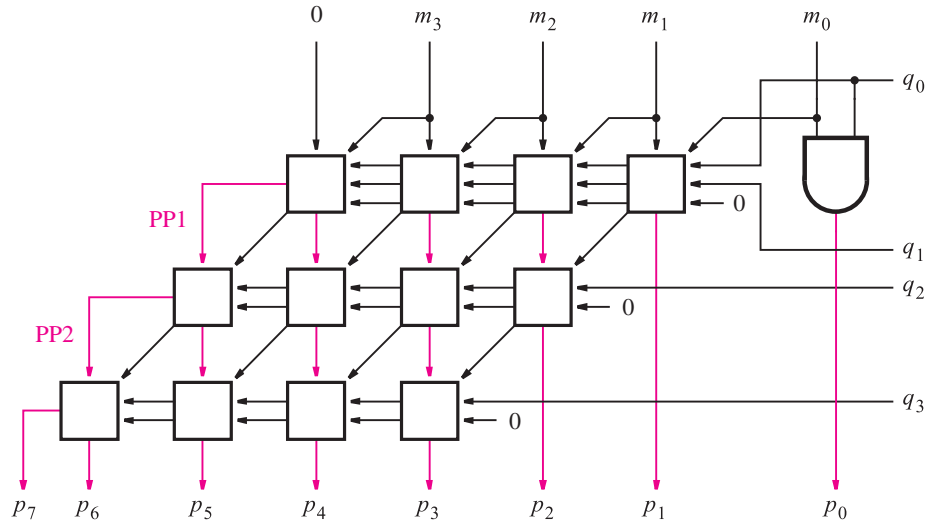 0 m₃ m₂ m₁ m₀
q₀
0
PP1
q₁
q₂
0
PP2
q₃
0
p₇ p₆ p₅ p₄ p₃ p₂ p₁ p₀